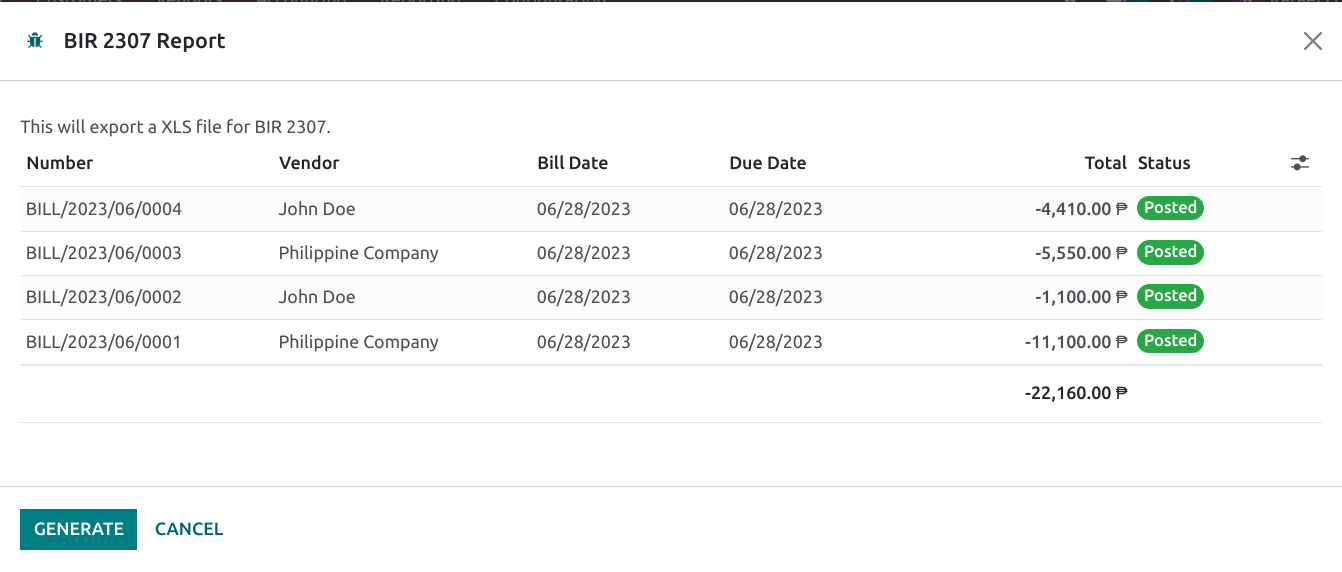 BIR 2307 Report
This will export a XLS file for BIR 2307.
Number Vendor Bill Date Due Date Total Status
BILL/2023/06/0004 John Doe 06/28/2023 06/28/2023 -4,410.00 ₱ Posted
BILL/2023/06/0003 Philippine Company 06/28/2023 06/28/2023 -5,550.00 ₱ Posted
BILL/2023/06/0002 John Doe 06/28/2023 06/28/2023 -1,100.00 ₱ Posted
BILL/2023/06/0001 Philippine Company 06/28/2023 06/28/2023 -11,100.00 ₱ Posted
-22,160.00 ₱
GENERATE CANCEL